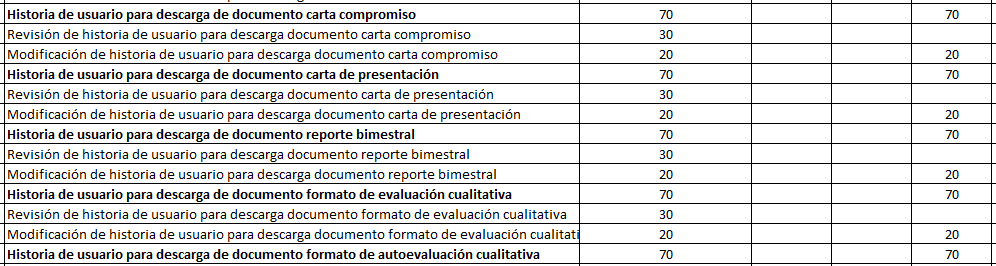 Historia de usuario para descarga de documento carta compromiso 70 70
Revisión de historia de usuario para descarga documento carta compromiso 30
Modificación de historia de usuario para descarga documento carta compromiso 20 20
Historia de usuario para descarga de documento carta de presentación 70 70
Revisión de historia de usuario para descarga documento carta de presentación 30
Modificación de historia de usuario para descarga documento carta de presentación 20 20
Historia de usuario para descarga de documento reporte bimestral 70 70
Revisión de historia de usuario para descarga documento reporte bimestral 30
Modificación de historia de usuario para descarga documento reporte bimestral 20 20
Historia de usuario para descarga de documento formato de evaluación cualitativa 70 70
Revisión de historia de usuario para descarga documento formato de evaluación cualitativa 30
Modificación de historia de usuario para descarga documento formato de evaluación cualitati 20 20
Historia de usuario para descarga de documento formato de autoevaluación cualitativa 70 70